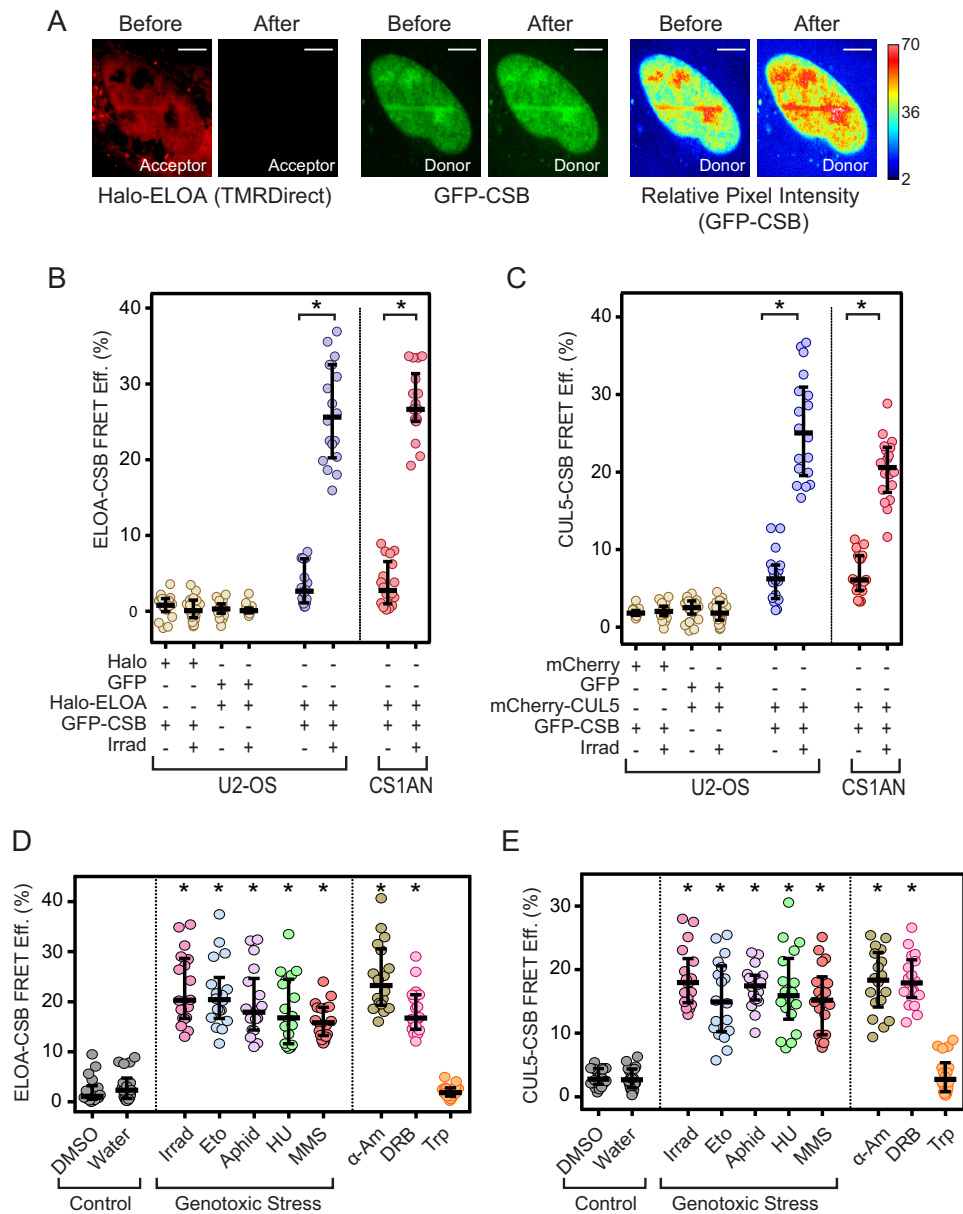 A
Before After Before After Before After
Acceptor Acceptor Donor Donor Donor Donor
70
36
2
Halo-ELOA (TMRDirect) GFP-CSB Relative Pixel Intensity
(GFP-CSB)
B
ELOA-CSB FRET Eff. (%)
40
30
20
10
0
* *
Halo + + - - - - - -
GFP - - + + - - - -
Halo-ELOA - - + + + + + +
GFP-CSB + + - - + + + +
Irrad - + - + - + - +
U2-OS CS1AN
C
CUL5-CSB FRET Eff. (%)
40
30
20
10
0
* *
mCherry + + - - - - - -
GFP - - + + - - - -
mCherry-CUL5 - - + + + + + +
GFP-CSB + + - - + + + +
Irrad - + - + - + - +
U2-OS CS1AN
D
ELOA-CSB FRET Eff. (%)
40
30
20
10
0
* * * * * * *
DMSO Water Irrad Eto Aphid HU MMS α-Am DRB Trp
Control Genotoxic Stress
E
CUL5-CSB FRET Eff. (%)
30
20
10
0
* * * * * * *
DMSO Water Irrad Eto Aphid HU MMS α-Am DRB Trp
Control Genotoxic Stress